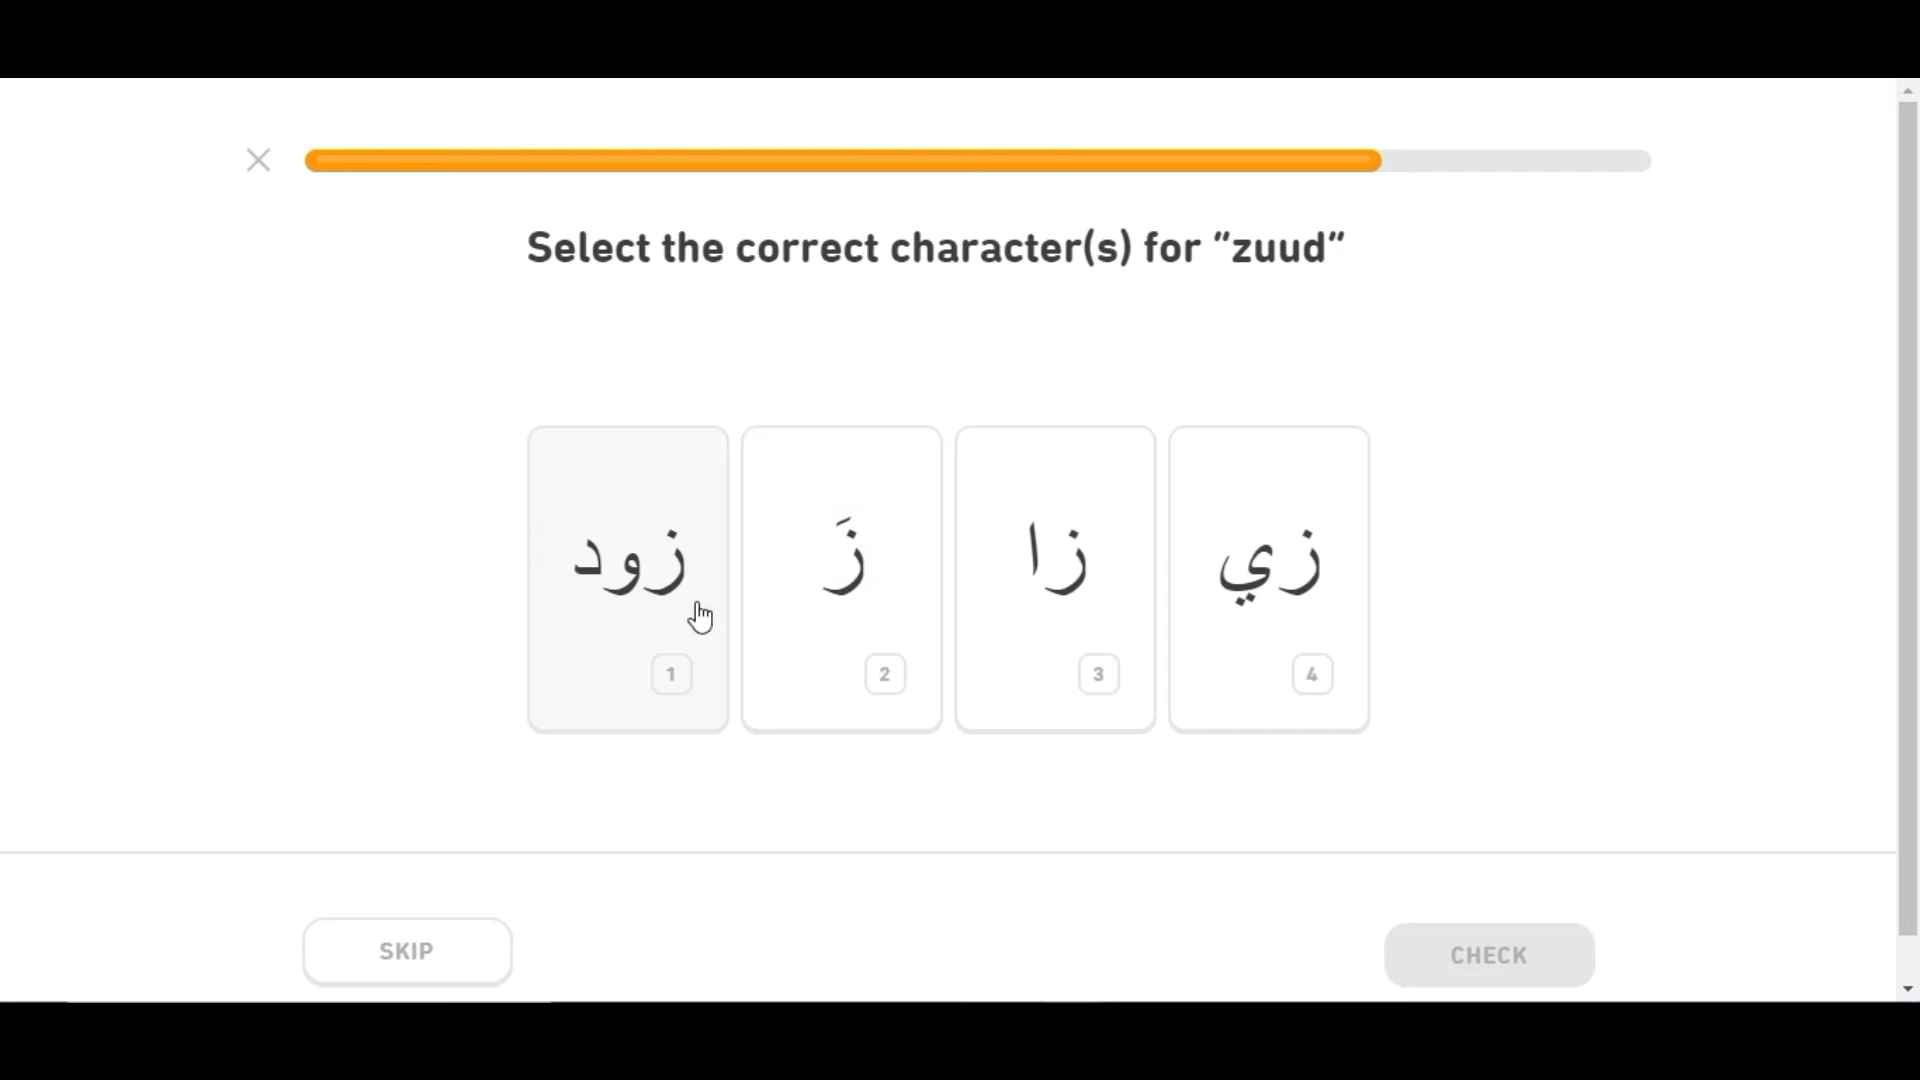 Select the correct character(s) for "zuud"
زود
1
زَ
2
زا
3
زي
4
SKIP
CHECK